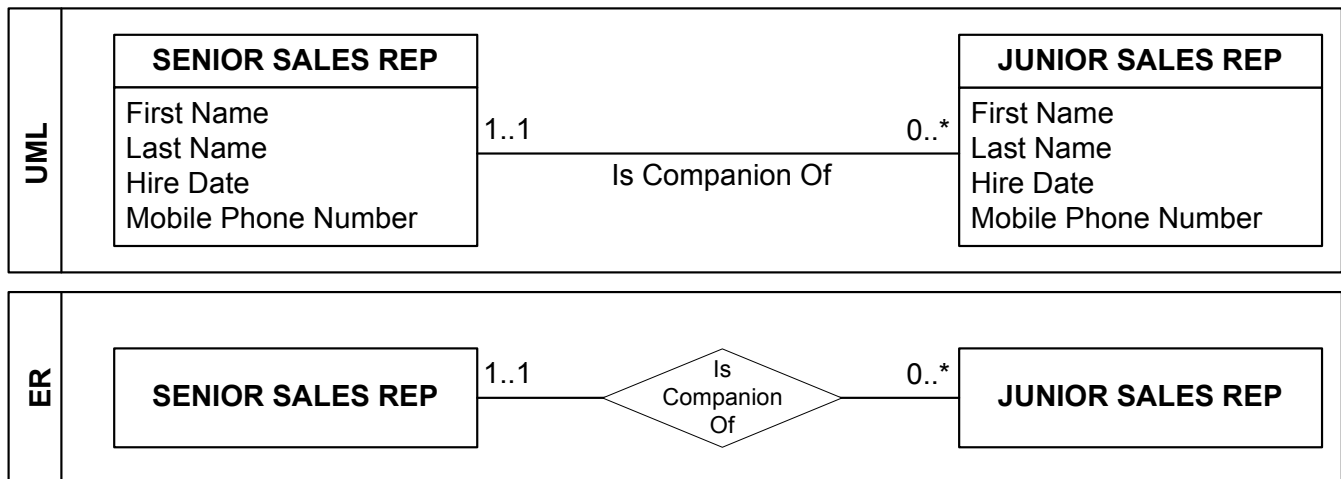 UML
SENIOR SALES REP
First Name
Last Name
Hire Date
Mobile Phone Number
1..1
Is Companion Of
0..*
JUNIOR SALES REP
First Name
Last Name
Hire Date
Mobile Phone Number
ER
SENIOR SALES REP
1..1
Is
Companion
Of
0..*
JUNIOR SALES REP